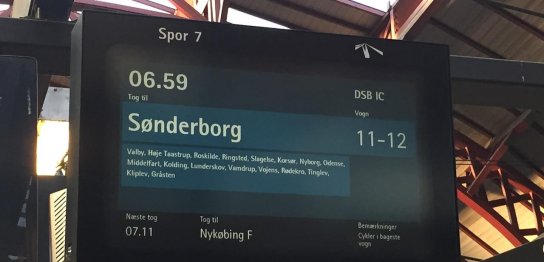 Spor 7
06.59
DSB IC
Tog til
Vogn
Sønderborg
11-12
Valby, Høje Taastrup, Roskilde, Ringsted, Slagelse, Korsør, Nyborg, Odense,
Middelfart, Kolding, Lunderskov, Vamdrup, Vojens, Rødekro, Tinglev,
Kliplev, Gråsten
Næste tog
Tog til
Bemærkninger
07.11
Nykøbing F
Cykler i bageste
vogn